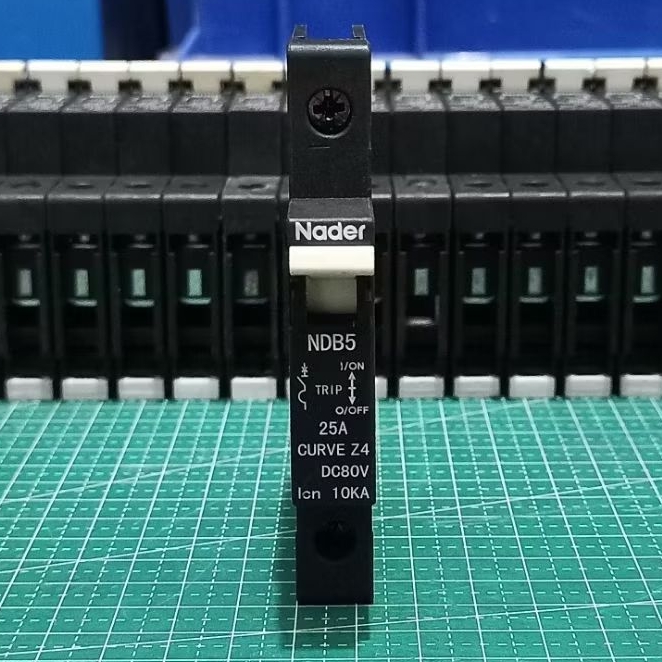 Nader
NDB5
I/ON
TRIP
O/OFF
25A
CURVE Z4
DC80V
Icn 10KA